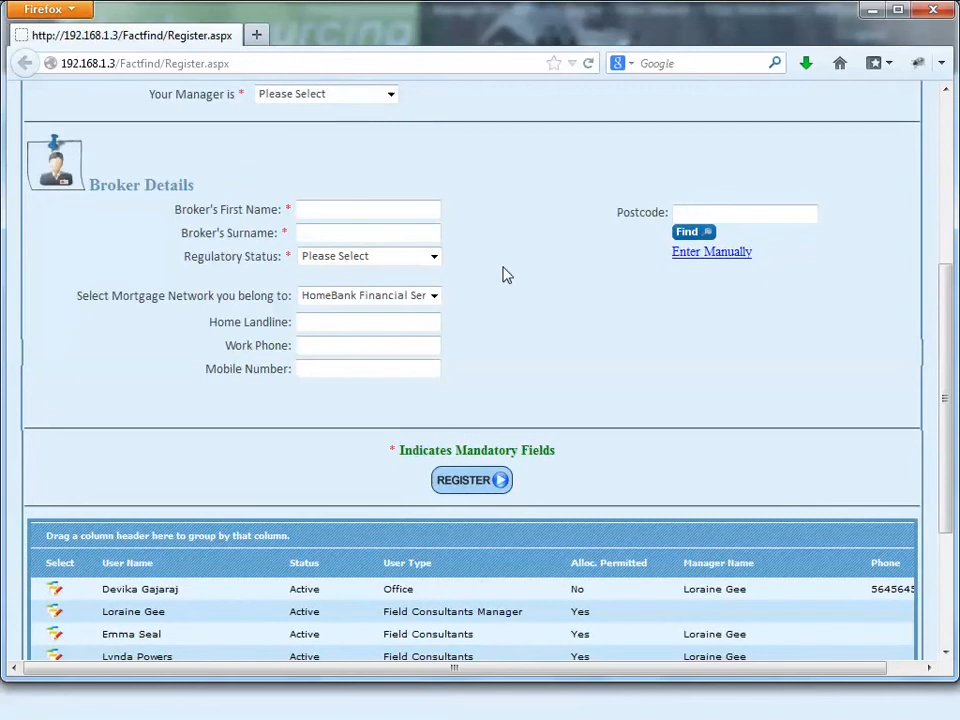 Firefox
http://192.168.1.3/Factfind/Register.aspx
192.168.1.3/Factfind/Register.aspx
Google
Your Manager is * Please Select
Broker Details
Broker's First Name: *
Postcode:
Broker's Surname: *
Find
Regulatory Status: * Please Select
Enter Manually
Select Mortgage Network you belong to: HomeBank Financial Ser
Home Landline:
Work Phone:
Mobile Number:
* Indicates Mandatory Fields
REGISTER
Drag a column header here to group by that column.
Select User Name Status User Type Alloc. Permitted Manager Name Phone
Devika Gajaraj Active Office No Loraine Gee 5645645
Loraine Gee Active Field Consultants Manager Yes
Emma Seal Active Field Consultants Yes Loraine Gee
Lynda Powers Active Field Consultants Yes Loraine Gee